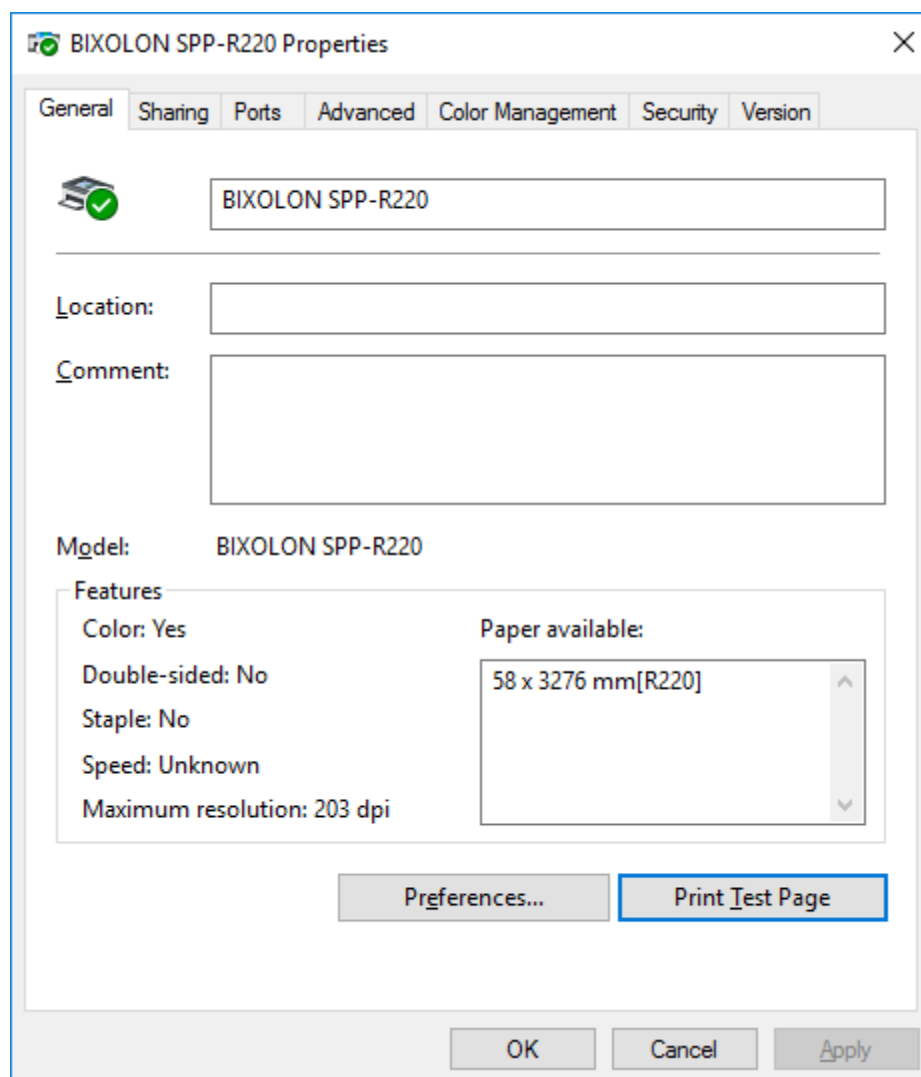 BIXOLON SPP-R220 Properties
General Sharing Ports Advanced Color Management Security Version
BIXOLON SPP-R220
Location:
Comment:
Model: BIXOLON SPP-R220
Features
Color: Yes
Paper available:
Double-sided: No
58 x 3276 mm[R220]
Staple: No
Speed: Unknown
Maximum resolution: 203 dpi
Preferences... Print Test Page
OK Cancel Apply